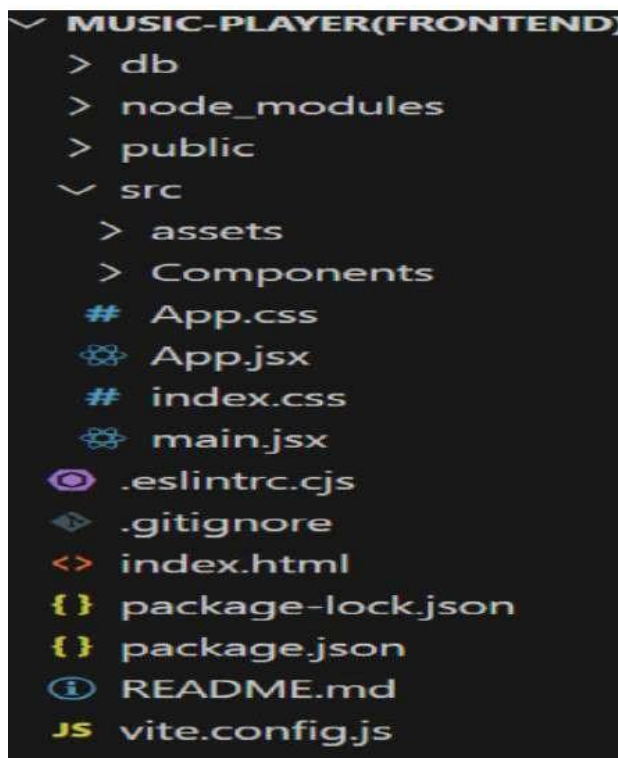 MUSIC-PLAYER(FRONTEND)
db
node_modules
public
src
assets
Components
# App.css
App.jsx
# index.css
main.jsx
.eslintrc.cjs
.gitignore
<> index.html
{} package-lock.json
{} package.json
README.md
JS vite.config.js